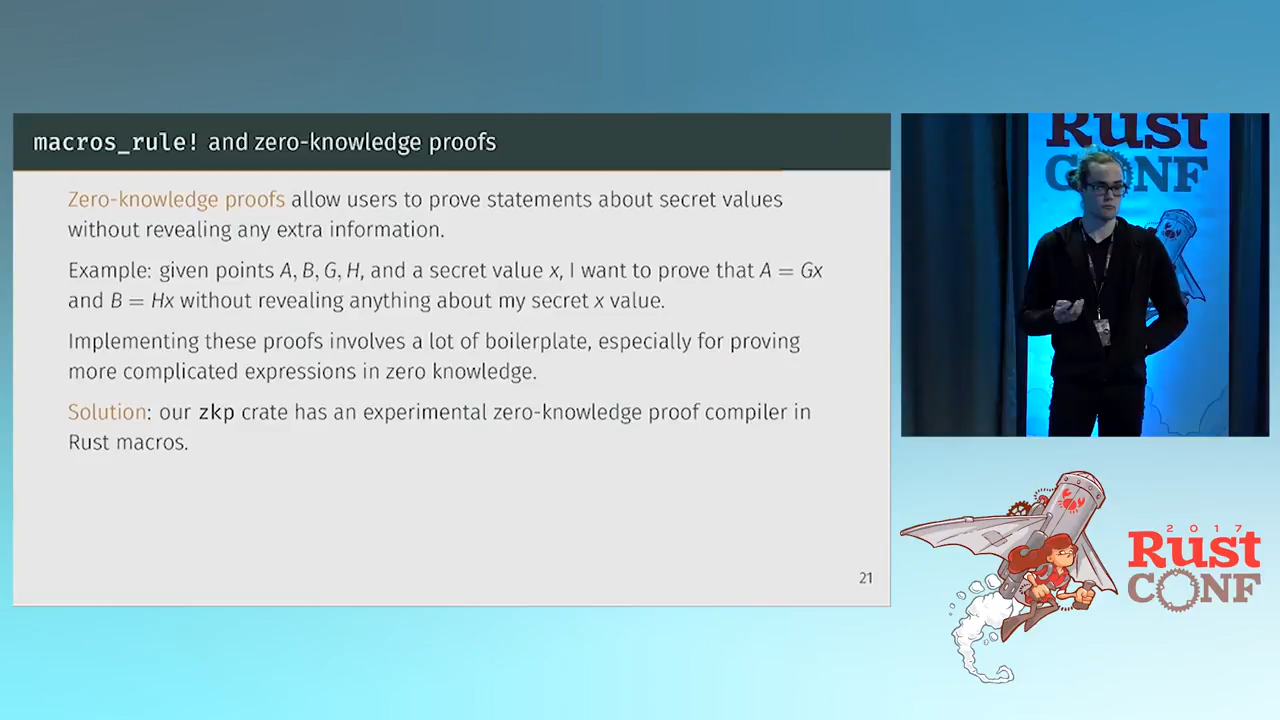 macros_rule! and zero-knowledge proofs
Zero-knowledge proofs allow users to prove statements about secret values
without revealing any extra information.
Example: given points A, B, G, H, and a secret value x, I want to prove that A = Gx
and B = Hx without revealing anything about my secret x value.
Implementing these proofs involves a lot of boilerplate, especially for proving
more complicated expressions in zero knowledge.
Solution: our zkp crate has an experimental zero-knowledge proof compiler in
Rust macros.
21
Rust
CONF
2017
Rust
CONF